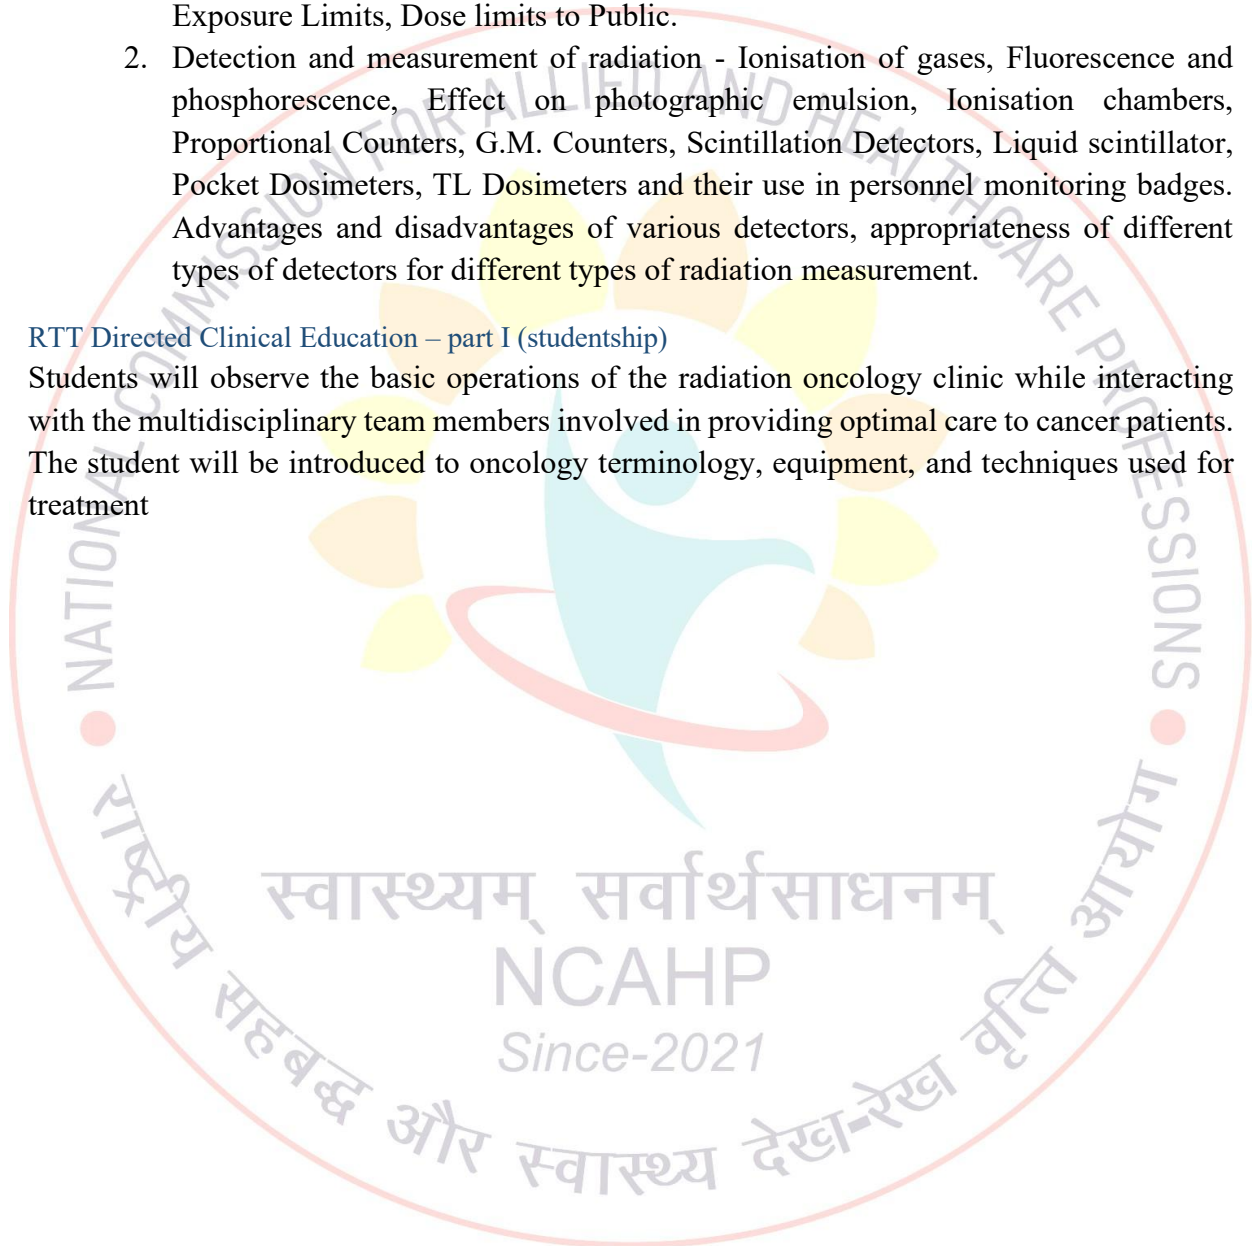 Exposure Limits, Dose limits to Public.
2. Detection and measurement of radiation - Ionisation of gases, Fluorescence and
phosphorescence, Effect on photographic emulsion, Ionisation chambers,
Proportional Counters, G.M. Counters, Scintillation Detectors, Liquid scintillator,
Pocket Dosimeters, TL Dosimeters and their use in personnel monitoring badges.
Advantages and disadvantages of various detectors, appropriateness of different
types of detectors for different types of radiation measurement.
RTT Directed Clinical Education – part I (studentship)
Students will observe the basic operations of the radiation oncology clinic while interacting
with the multidisciplinary team members involved in providing optimal care to cancer patients.
The student will be introduced to oncology terminology, equipment, and techniques used for
treatment
NATIONAL COMMISSION FOR ALLIED AND HEALTHCARE PROFESSIONS
स्वास्थ्यम् सर्वार्थसाधनम्
NCAHP
Since-2021
राष्ट्रीय सहबद्ध और स्वास्थ्य देख-रेख वृत्ति आयोग